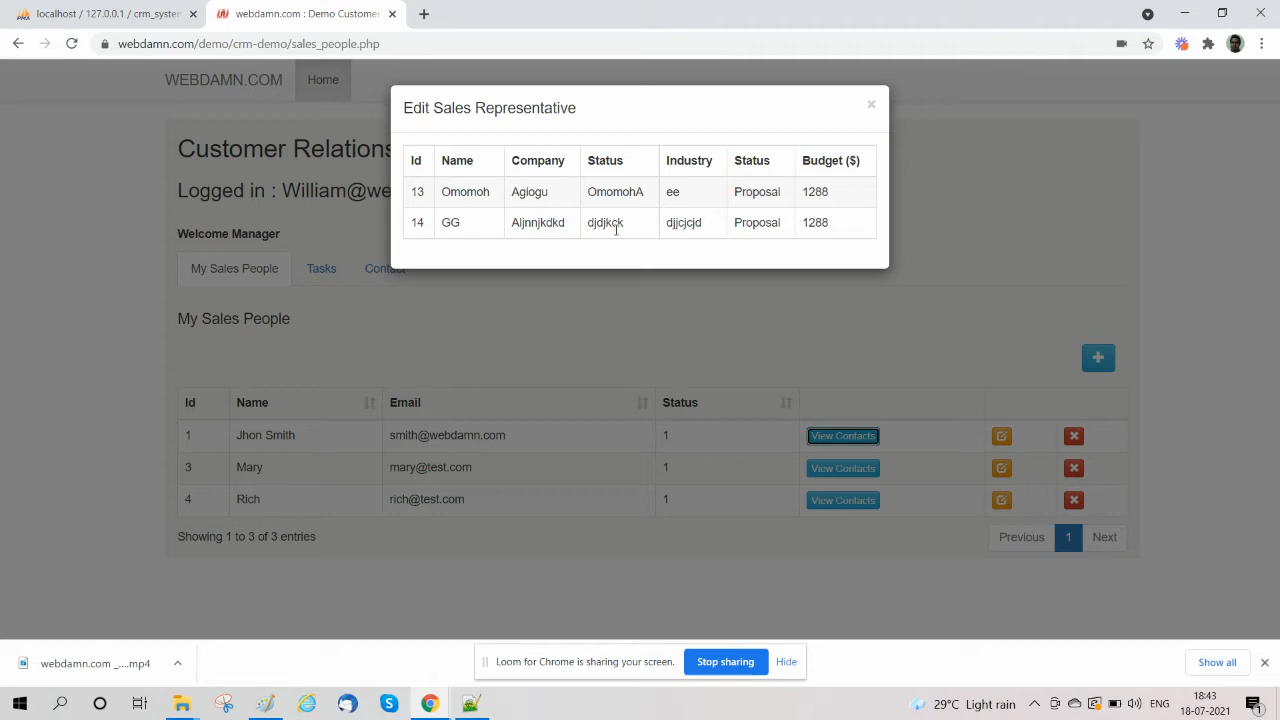 localhost / 127.0.0.1 / crm_system
webdamn.com : Demo Customer
webdamn.com/demo/crm-demo/sales_people.php
WEBDAMN.COM Home
Edit Sales Representative ×
Id Name Company Status Industry Status Budget ($)
13 Omomoh Agiogu OmomohA ee Proposal 1288
14 GG Aljnnjkdkd djdjkck djjcjcjd Proposal 1288
Customer Relations
Logged in : William@we
Welcome Manager
My Sales People Tasks Contact
My Sales People
Id Name Email Status
1 Jhon Smith smith@webdamn.com 1 View Contacts
3 Mary mary@test.com 1 View Contacts
4 Rich rich@test.com 1 View Contacts
Showing 1 to 3 of 3 entries Previous 1 Next
webdamn.com _....mp4 Loom for Chrome is sharing your screen. Stop sharing Hide Show all
29°C Light rain ENG 18:43
18-07-2021